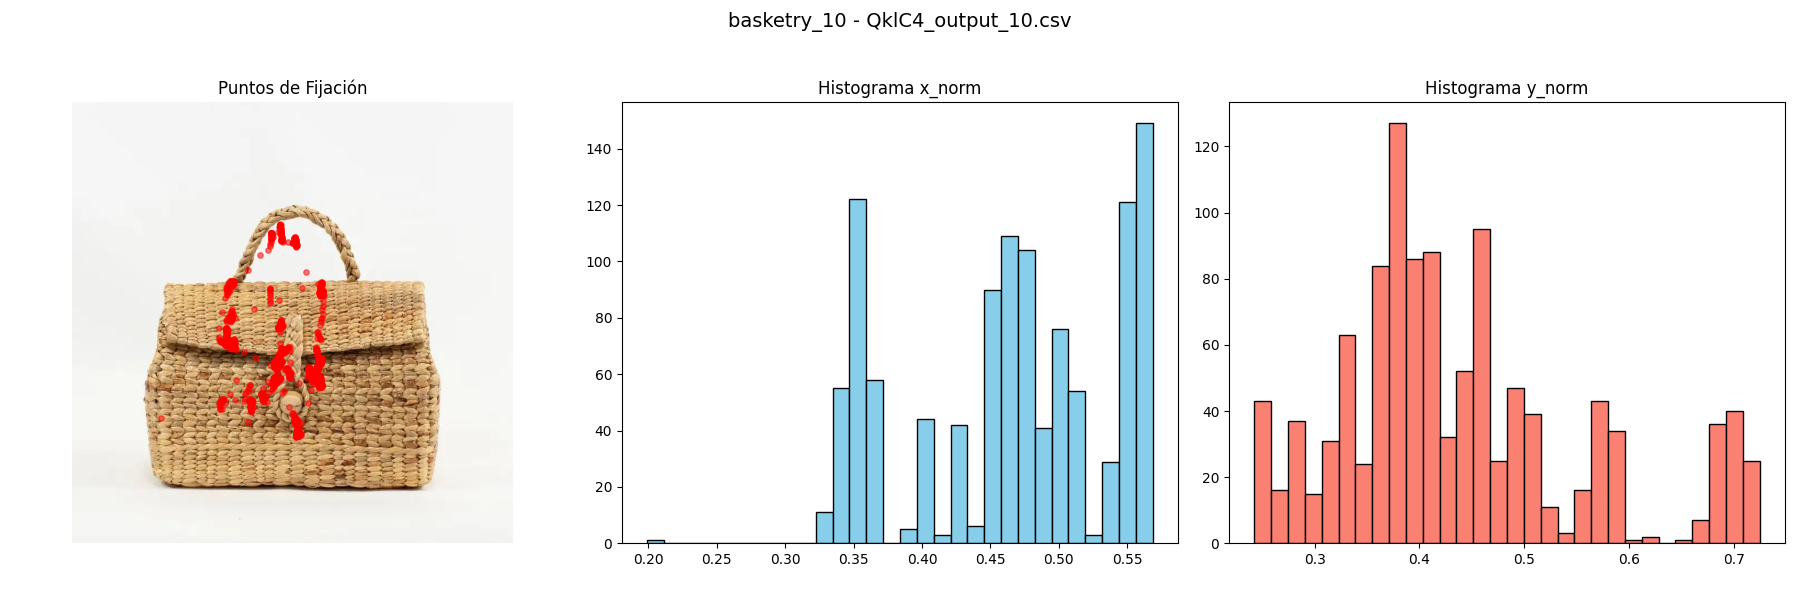 basketry_10 - QklC4_output_10.csv
Puntos de Fijación
Histograma x_norm
Histograma y_norm
140
120
100
80
60
40
20
0
0.20 0.25 0.30 0.35 0.40 0.45 0.50 0.55
120
100
80
60
40
20
0
0.3 0.4 0.5 0.6 0.7